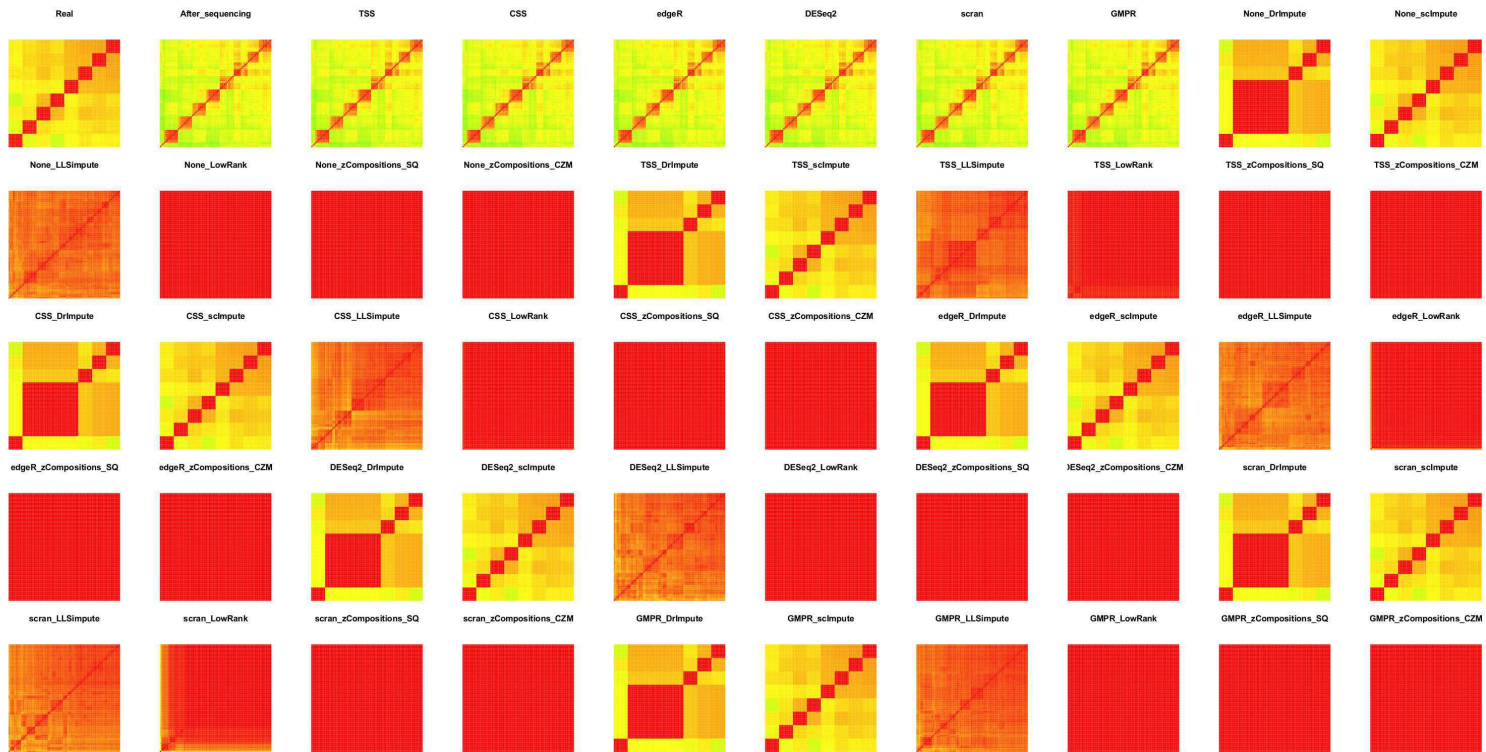 Real After_sequencing TSS CSS edgeR DESeq2 scran GMPR None_DrImpute None_scImpute
None_LLSimpute None_LowRank None_zCompositions_SQ None_zCompositions_CZM TSS_DrImpute TSS_scImpute TSS_LLSimpute TSS_LowRank TSS_zCompositions_SQ TSS_zCompositions_CZM
CSS_DrImpute CSS_scImpute CSS_LLSimpute CSS_LowRank CSS_zCompositions_SQ CSS_zCompositions_CZM edgeR_DrImpute edgeR_scImpute edgeR_LLSimpute edgeR_LowRank
edgeR_zCompositions_SQ edgeR_zCompositions_CZM DESeq2_DrImpute DESeq2_scImpute DESeq2_LLSimpute DESeq2_LowRank DESeq2_zCompositions_SQ DESeq2_zCompositions_CZM scran_DrImpute scran_scImpute
scran_LLSimpute scran_LowRank scran_zCompositions_SQ scran_zCompositions_CZM GMPR_DrImpute GMPR_scImpute GMPR_LLSimpute GMPR_LowRank GMPR_zCompositions_SQ GMPR_zCompositions_CZM